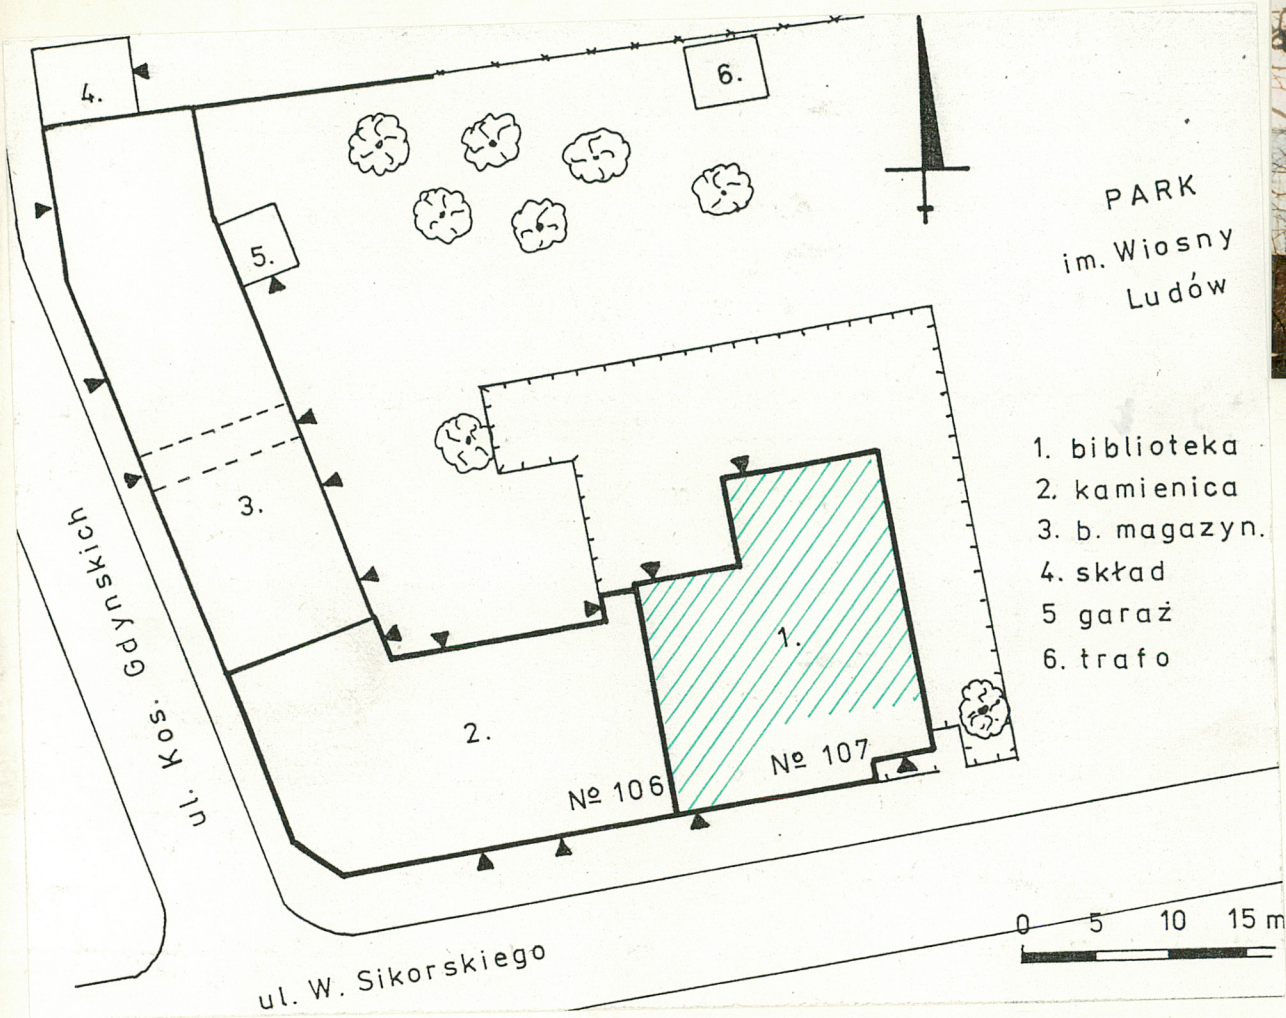 4.
6.
5.
PARK
im. Wiosny
Ludów
1. biblioteka
2. kamienica
3. b. magazyn.
4. skład
5 garaż
6. trafo
3.
1.
2.
№ 106
№ 107
ul. Kos. Gdynskich
ul. W. Sikorskiego
0 5 10 15 m